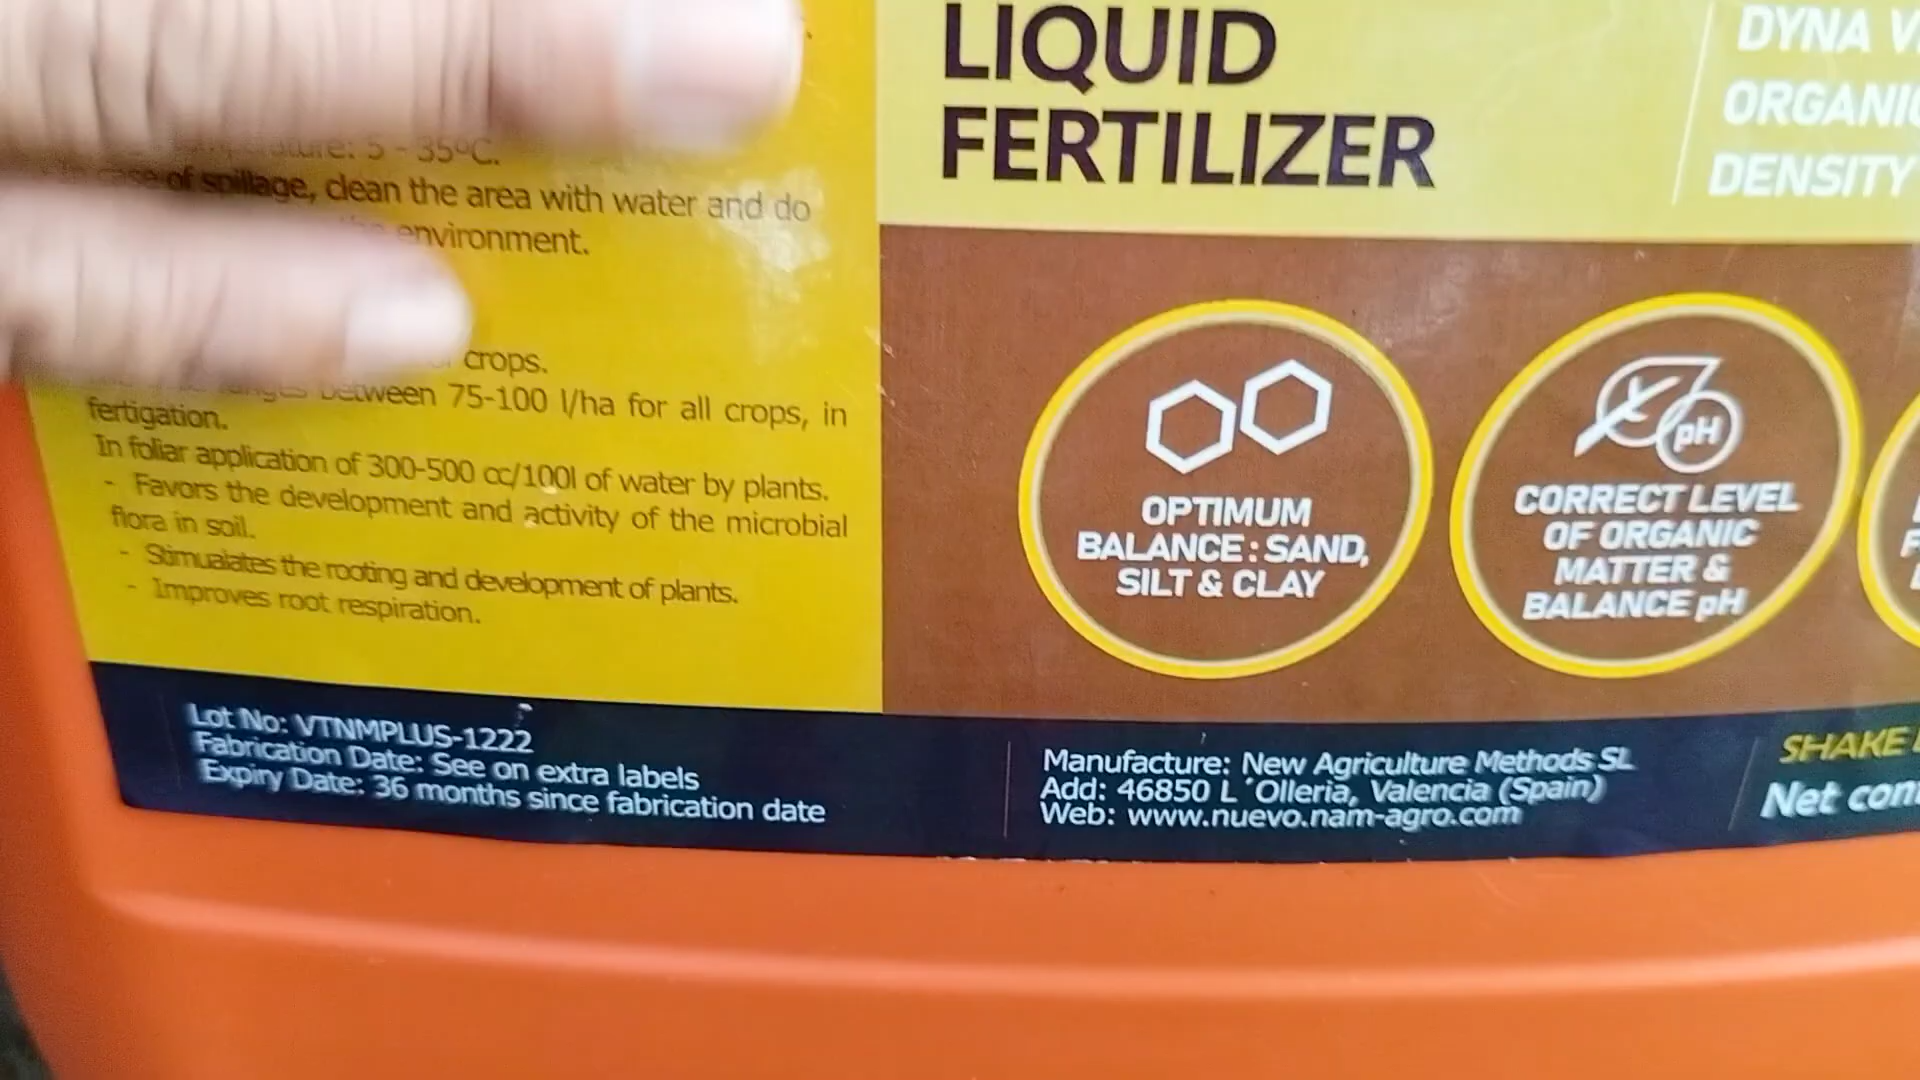 5 - 35ºC.
case of spillage, clean the area with water and do
environment.
crops.
between 75-100 l/ha for all crops, in
fertigation.
In foliar application of 300-500 cc/100l of water by plants.
- Favors the development and activity of the microbial
flora in soil.
- Stimualates the rooting and development of plants.
- Improves root respiration.
Lot No: VTNMPLUS-1222
Fabrication Date: See on extra labels
Expiry Date: 36 months since fabrication date
LIQUID
FERTILIZER
DYNA
ORGANIC
DENSITY
OPTIMUM
BALANCE : SAND,
SILT & CLAY
pH
CORRECT LEVEL
OF ORGANIC
MATTER &
BALANCE pH
Manufacture: New Agriculture Methods SL
Add: 46850 L´Olleria, Valencia (Spain)
Web: www.nuevo.nam-agro.com
SHAKE
Net